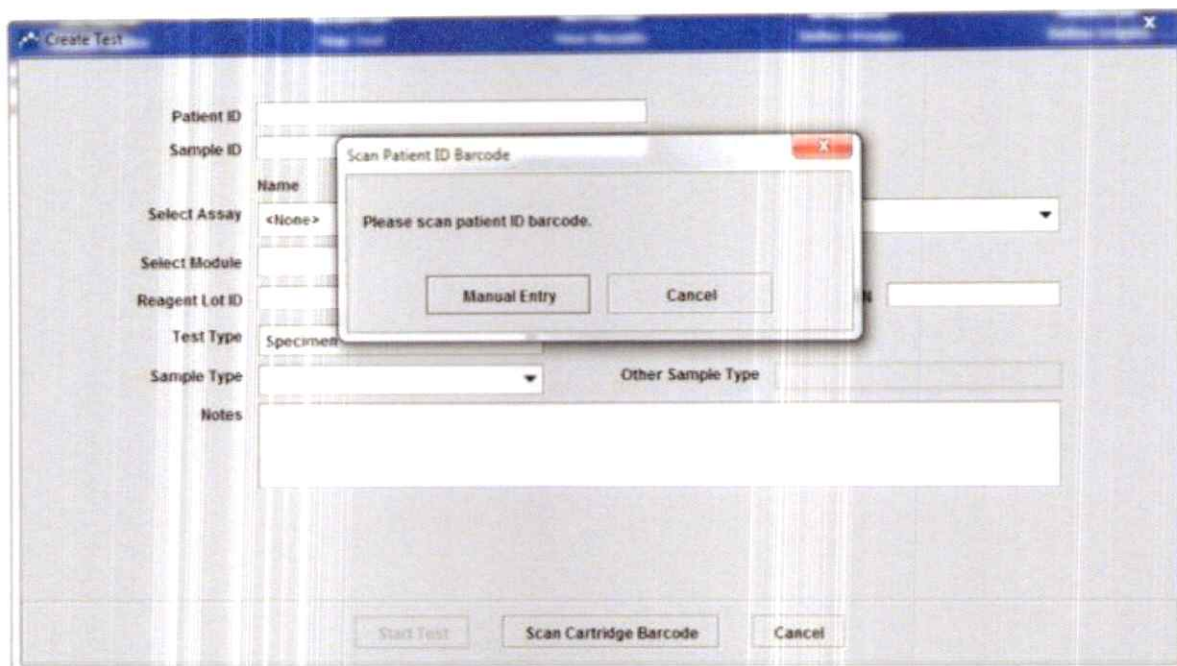 Create Test
x
Patient ID
Sample ID
Scan Patient ID Barcode
x
Name
Select Assay
<None>
Please scan patient ID barcode.
Select Module
Manual Entry
Cancel
Reagent Lot ID
N
Test Type
Specimen
Sample Type
Other Sample Type
Notes
Start Test
Scan Cartridge Barcode
Cancel